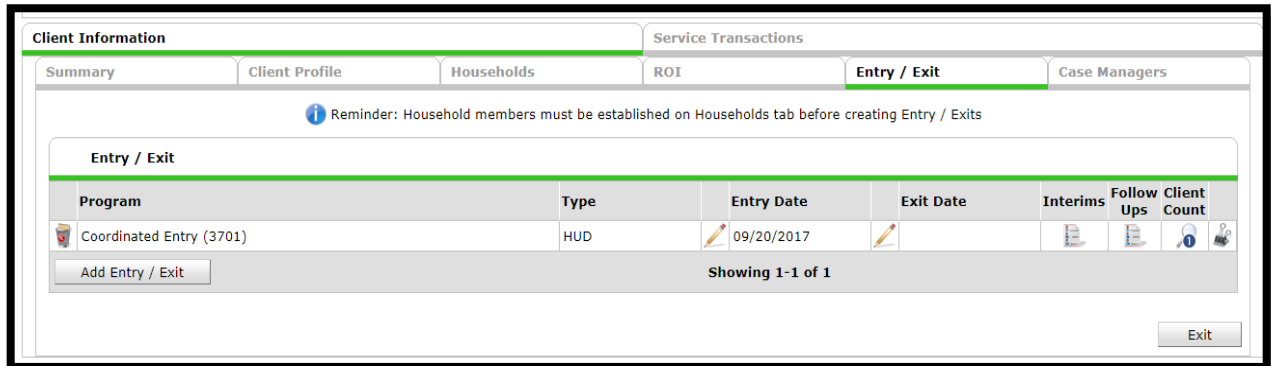 Client Information Service Transactions
Summary Client Profile Households ROI Entry / Exit Case Managers
Reminder: Household members must be established on Households tab before creating Entry / Exits
Entry / Exit
Program Type Entry Date Exit Date Interims Follow Ups Client Count
Coordinated Entry (3701) HUD 09/20/2017 1
Add Entry / Exit Showing 1-1 of 1
Exit